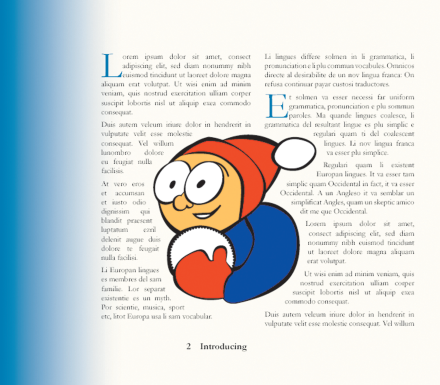 Lorem ipsum dolor sit amet, consect
adipiscing elit, sed diam nonummy nibh
euismod tincidunt ut laoreet dolore magna
aliquam erat volutpat. Ut wisi enim ad minim
veniam, quis nostrud exercitation ulliam corper
suscipit lobortis nisl ut aliquip exea commodo
consequat.
Duis autem veleum iriure dolor in hendrerit in
vulputate velit esse molestie
consequat. Vel willum
lunombro dolore
eu feugiat nulla
facilisis.
At vero eros
et accumsan
et iusto odio
dignissim qui
blandit praesent
luptatum zzril
delenit augue duis
dolore te feugait
nulla facilisi.
Li Europan lingues
es membres del sam
familie. Lor separat
existentie es un myth.
Por scientie, musica, sport
etc, litot Europa usa li sam vocabular.
Li lingues differe solmen in li grammatica, li
pronunciation e li plu commun vocabules. Omnicos
directe al desirabilite de un nov lingua franca: On
refusa continuar payar custosi traductores.
Et solmen va esser necessi far uniform
grammatica, pronunciation e plu sommun
paroles. Ma quande lingues coalesce, li
grammatica del resultant lingue es plu simplic e
regulari quam ti del coalescent
lingues. Li nov lingua franca
va esser plu simplice.
Regulari quam li existent
Europan lingues. It va esser tam
simplic quam Occidental in fact, it va esser
Occidental. A un Angleso it va semblar un
simplificat Angles, quam un skeptic amico
dit me que Occidental.
Lorem ipsum dolor sit amet,
consect adipiscing elit, sed diam
nonummy nibh euismod tincidunt
ut laoreet dolore magna aliquam
erat volutpat.
Ut wisi enim ad minim veniam, quis
nostrud exercitation ulliam corper
suscipit lobortis nisl ut aliquip exea
commodo consequat.
Duis autem veleum iriure dolor in hendrerit in
vulputate velit esse molestie consequat. Vel willum
2 Introducing